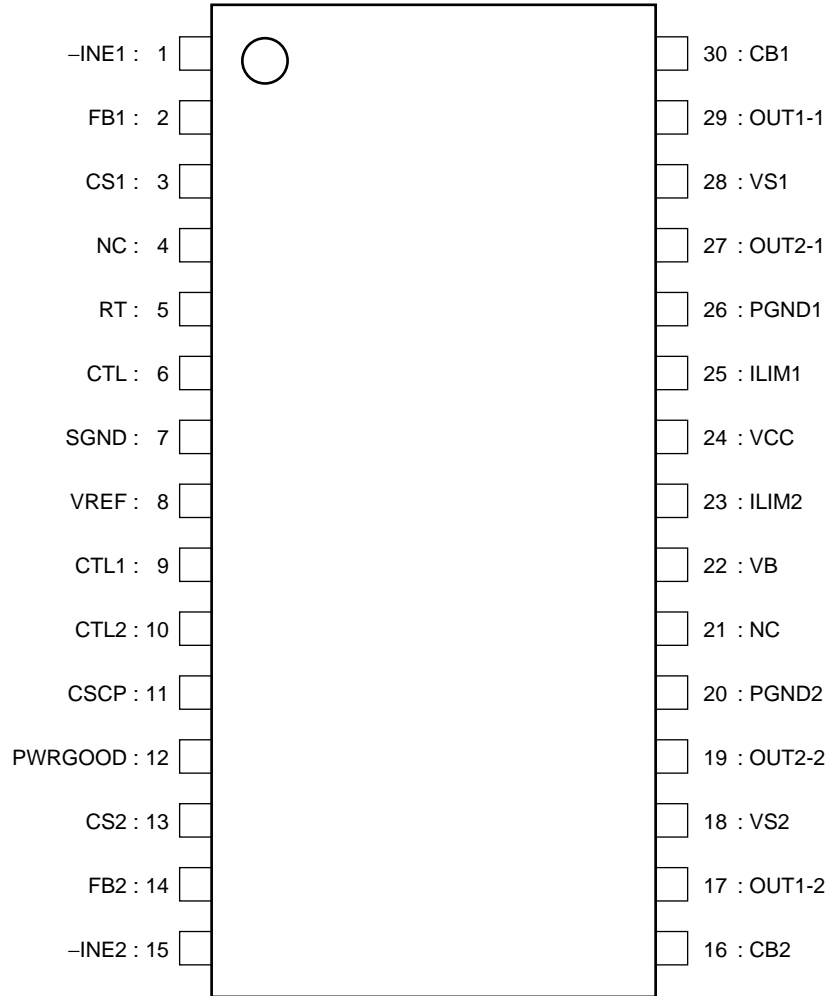 –INE1 : 1
FB1 : 2
CS1 : 3
NC : 4
RT : 5
CTL : 6
SGND : 7
VREF : 8
CTL1 : 9
CTL2 : 10
CSCP : 11
PWRGOOD : 12
CS2 : 13
FB2 : 14
–INE2 : 15
30 : CB1
29 : OUT1-1
28 : VS1
27 : OUT2-1
26 : PGND1
25 : ILIM1
24 : VCC
23 : ILIM2
22 : VB
21 : NC
20 : PGND2
19 : OUT2-2
18 : VS2
17 : OUT1-2
16 : CB2